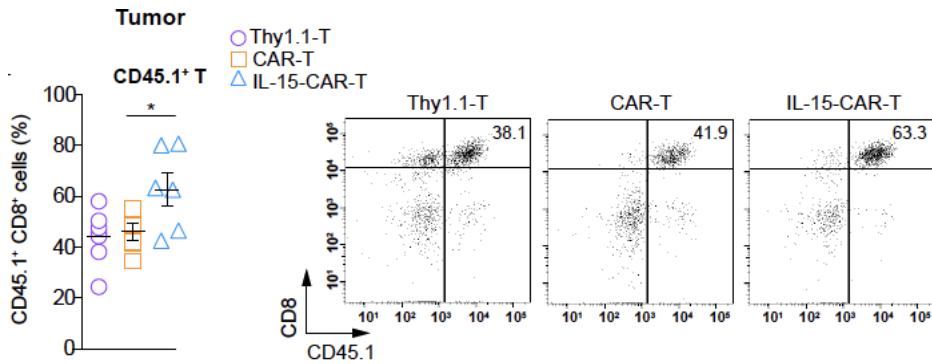 Tumor
Thy1.1-T
CAR-T
IL-15-CAR-T
CD45.1⁺ T
CD45.1⁺ CD8⁺ cells (%)
100
80
60
40
20
0
*
Thy1.1-T CAR-T IL-15-CAR-T
38.1 41.9 63.3
10⁵
10⁴
10³
10²
10¹
10¹ 10² 10³ 10⁴ 10⁵ 10¹ 10² 10³ 10⁴ 10⁵ 10¹ 10² 10³ 10⁴ 10⁵
CD8
CD45.1